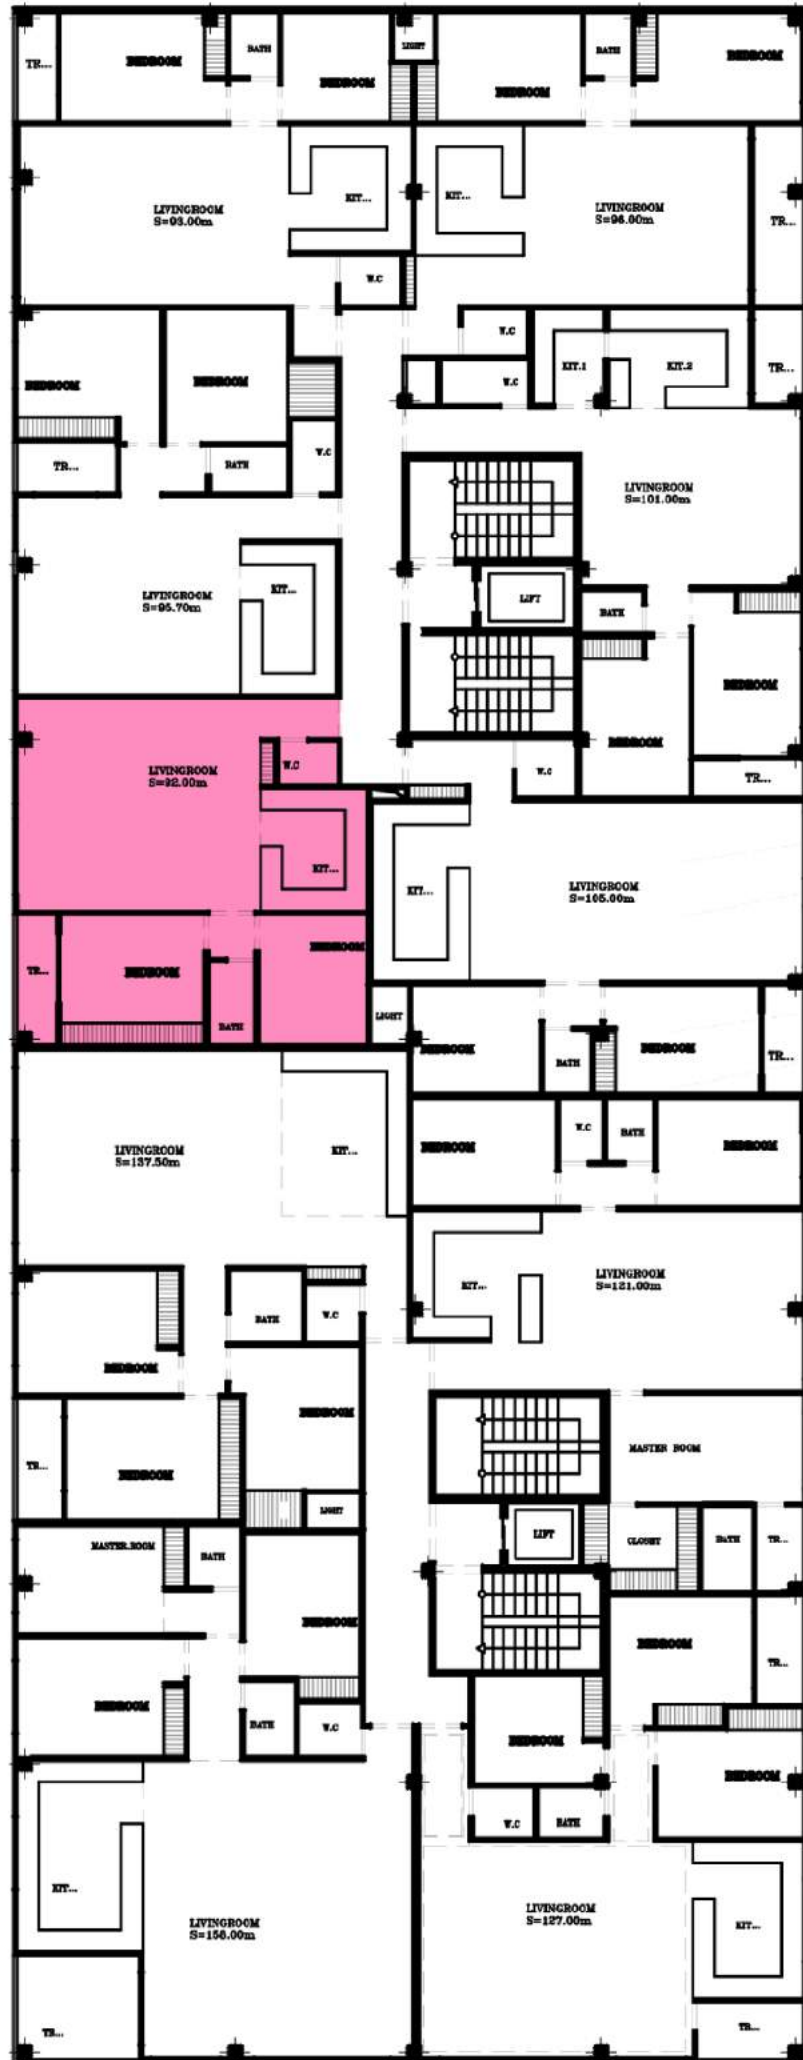 TR...
BEDROOM
BATH
BEDROOM
LIGHT
BEDROOM
BATH
BEDROOM
LIVINGROOM
S=93.00m
KIT...
KIT...
LIVINGROOM
S=96.00m
TR...
W.C
W.C
W.C
KIT.1
KIT.2
TR...
BEDROOM
BEDROOM
TR...
BATH
W.C
LIVINGROOM
S=101.00m
LIVINGROOM
S=95.70m
KIT...
LIFT
BATH
BEDROOM
BEDROOM
TR...
LIVINGROOM
S=92.00m
W.C
W.C
KIT...
KIT...
LIVINGROOM
S=105.00m
TR...
BEDROOM
BEDROOM
BATH
LIGHT
BEDROOM
BATH
BEDROOM
TR...
LIVINGROOM
S=137.50m
KIT...
BEDROOM
W.C
BATH
BEDROOM
KIT...
LIVINGROOM
S=121.00m
BEDROOM
BATH
W.C
BEDROOM
TR...
BEDROOM
LIGHT
MASTER ROOM
MASTER ROOM
BATH
LIFT
CLOSET
BATH
TR...
BEDROOM
BEDROOM
TR...
BEDROOM
BATH
W.C
BEDROOM
BEDROOM
W.C
BATH
KIT...
LIVINGROOM
S=156.00m
LIVINGROOM
S=127.00m
KIT...
TR...
TR...